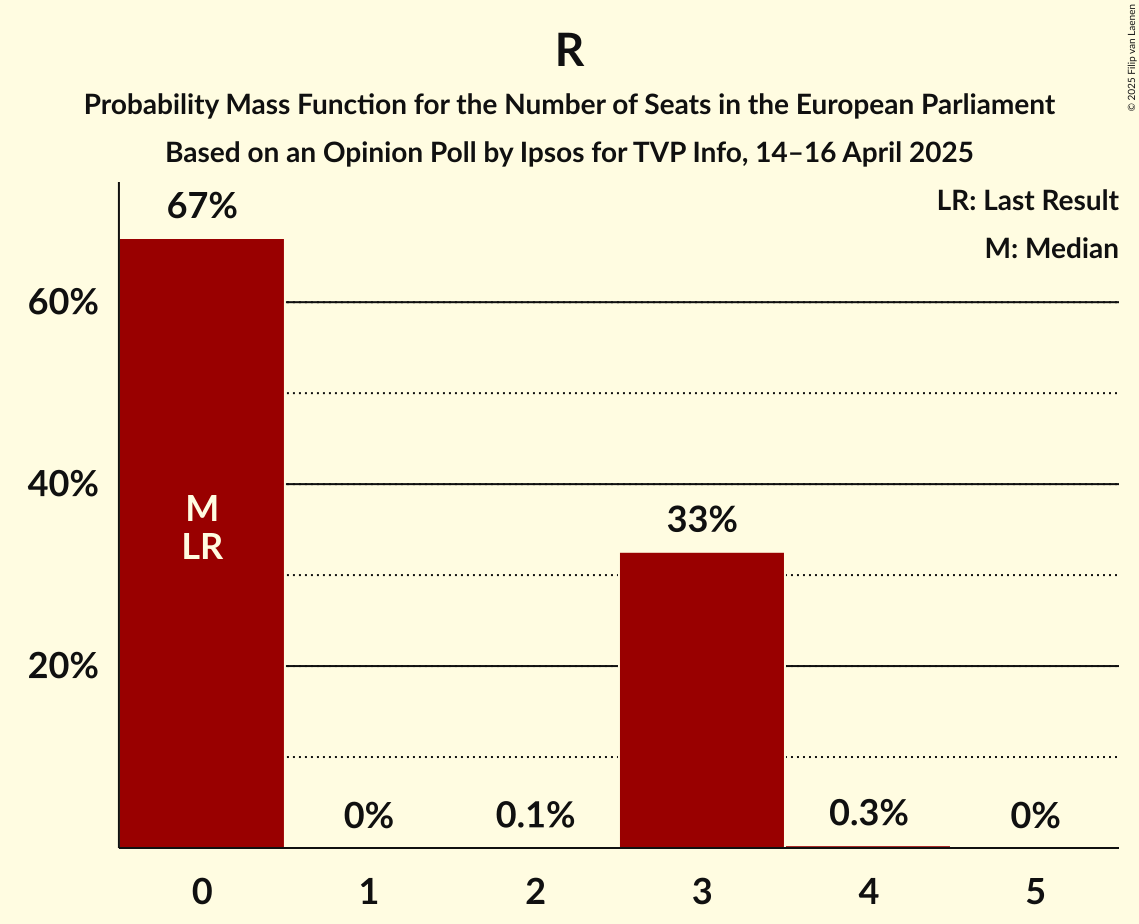 R
Probability Mass Function for the Number of Seats in the European Parliament
Based on an Opinion Poll by Ipsos for TVP Info, 14–16 April 2025
© 2025 Filip van Laenen
LR: Last Result
M: Median
67%
60%
40%
20%
M
LR
33%
0%
0.1%
0.3%
0%
0
1
2
3
4
5